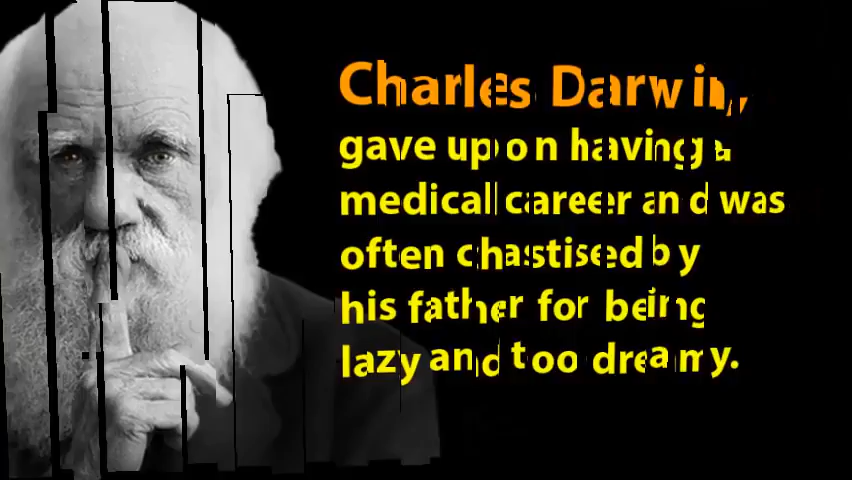 Charles Darwin,
gave up on having a
medical career and was
often chastised by
his father for being
lazy and too dreamy.